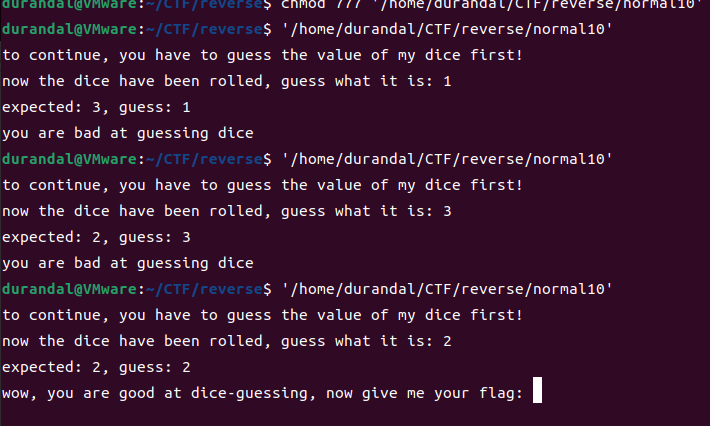 durandal@VMware:~/CTF/reverse$ chmod 777 '/home/durandal/CTF/reverse/normal10'
durandal@VMware:~/CTF/reverse$ '/home/durandal/CTF/reverse/normal10'
to continue, you have to guess the value of my dice first!
now the dice have been rolled, guess what it is: 1
expected: 3, guess: 1
you are bad at guessing dice
durandal@VMware:~/CTF/reverse$ '/home/durandal/CTF/reverse/normal10'
to continue, you have to guess the value of my dice first!
now the dice have been rolled, guess what it is: 3
expected: 2, guess: 3
you are bad at guessing dice
durandal@VMware:~/CTF/reverse$ '/home/durandal/CTF/reverse/normal10'
to continue, you have to guess the value of my dice first!
now the dice have been rolled, guess what it is: 2
expected: 2, guess: 2
wow, you are good at dice-guessing, now give me your flag: